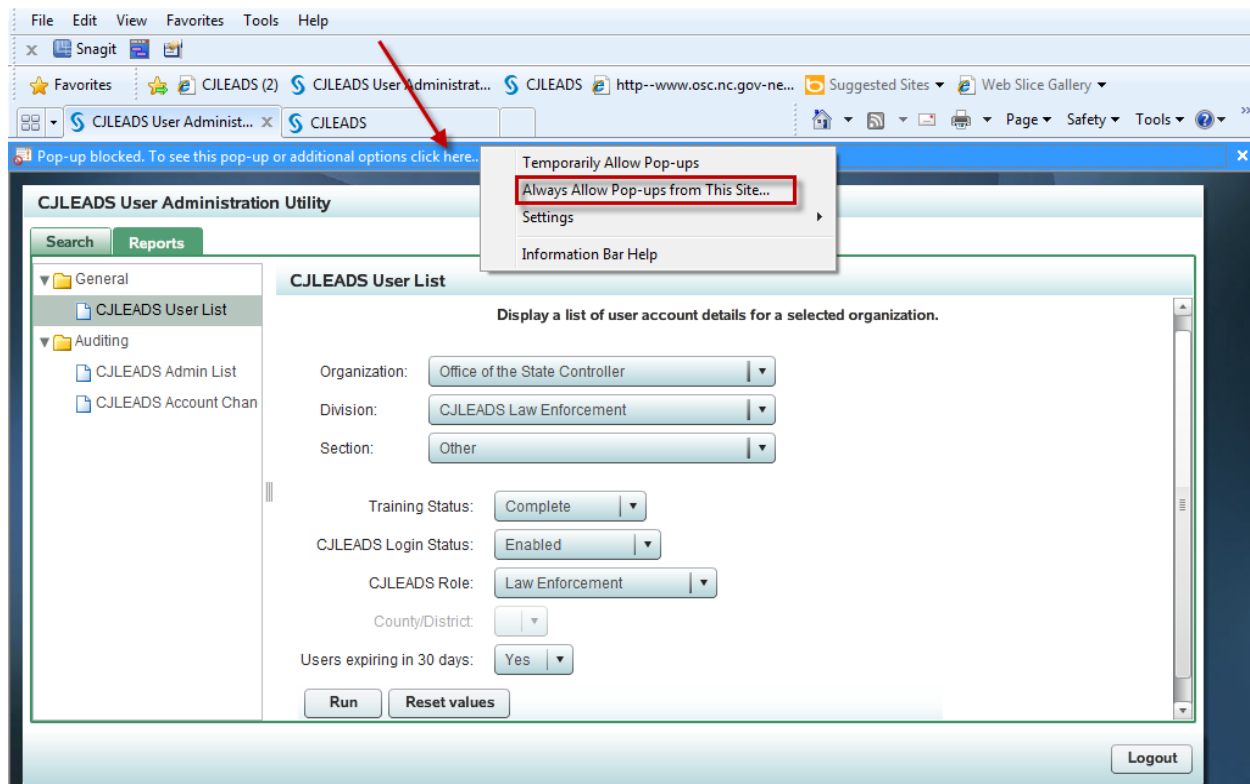 File Edit View Favorites Tools Help
x Snagit
Favorites CJLEADS (2) CJLEADS User Administrat... CJLEADS http--www.osc.nc.gov-ne... Suggested Sites Web Slice Gallery
CJLEADS User Administ... x CJLEADS Page Safety Tools
Pop-up blocked. To see this pop-up or additional options click here...
Temporarily Allow Pop-ups
Always Allow Pop-ups from This Site...
Settings
Information Bar Help
CJLEADS User Administration Utility
Search Reports
General
CJLEADS User List
Auditing
CJLEADS Admin List
CJLEADS Account Chan
CJLEADS User List
Display a list of user account details for a selected organization.
Organization: Office of the State Controller
Division: CJLEADS Law Enforcement
Section: Other
Training Status: Complete
CJLEADS Login Status: Enabled
CJLEADS Role: Law Enforcement
County/District:
Users expiring in 30 days: Yes
Run Reset values
Logout